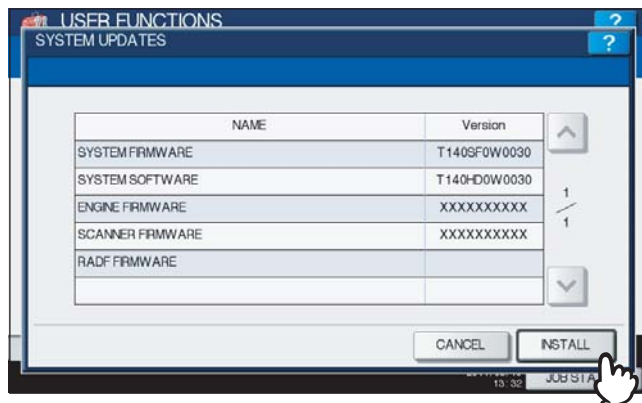 USER FUNCTIONS ?
SYSTEM UPDATES ?
NAME Version
SYSTEM FIRMWARE T140SF0W0030
SYSTEM SOFTWARE T140HD0W0030
ENGINE FIRMWARE XXXXXXXXXX
SCANNER FIRMWARE XXXXXXXXXX
RADF FIRMWARE
1
/
1
CANCEL INSTALL
13:32 JOB STA